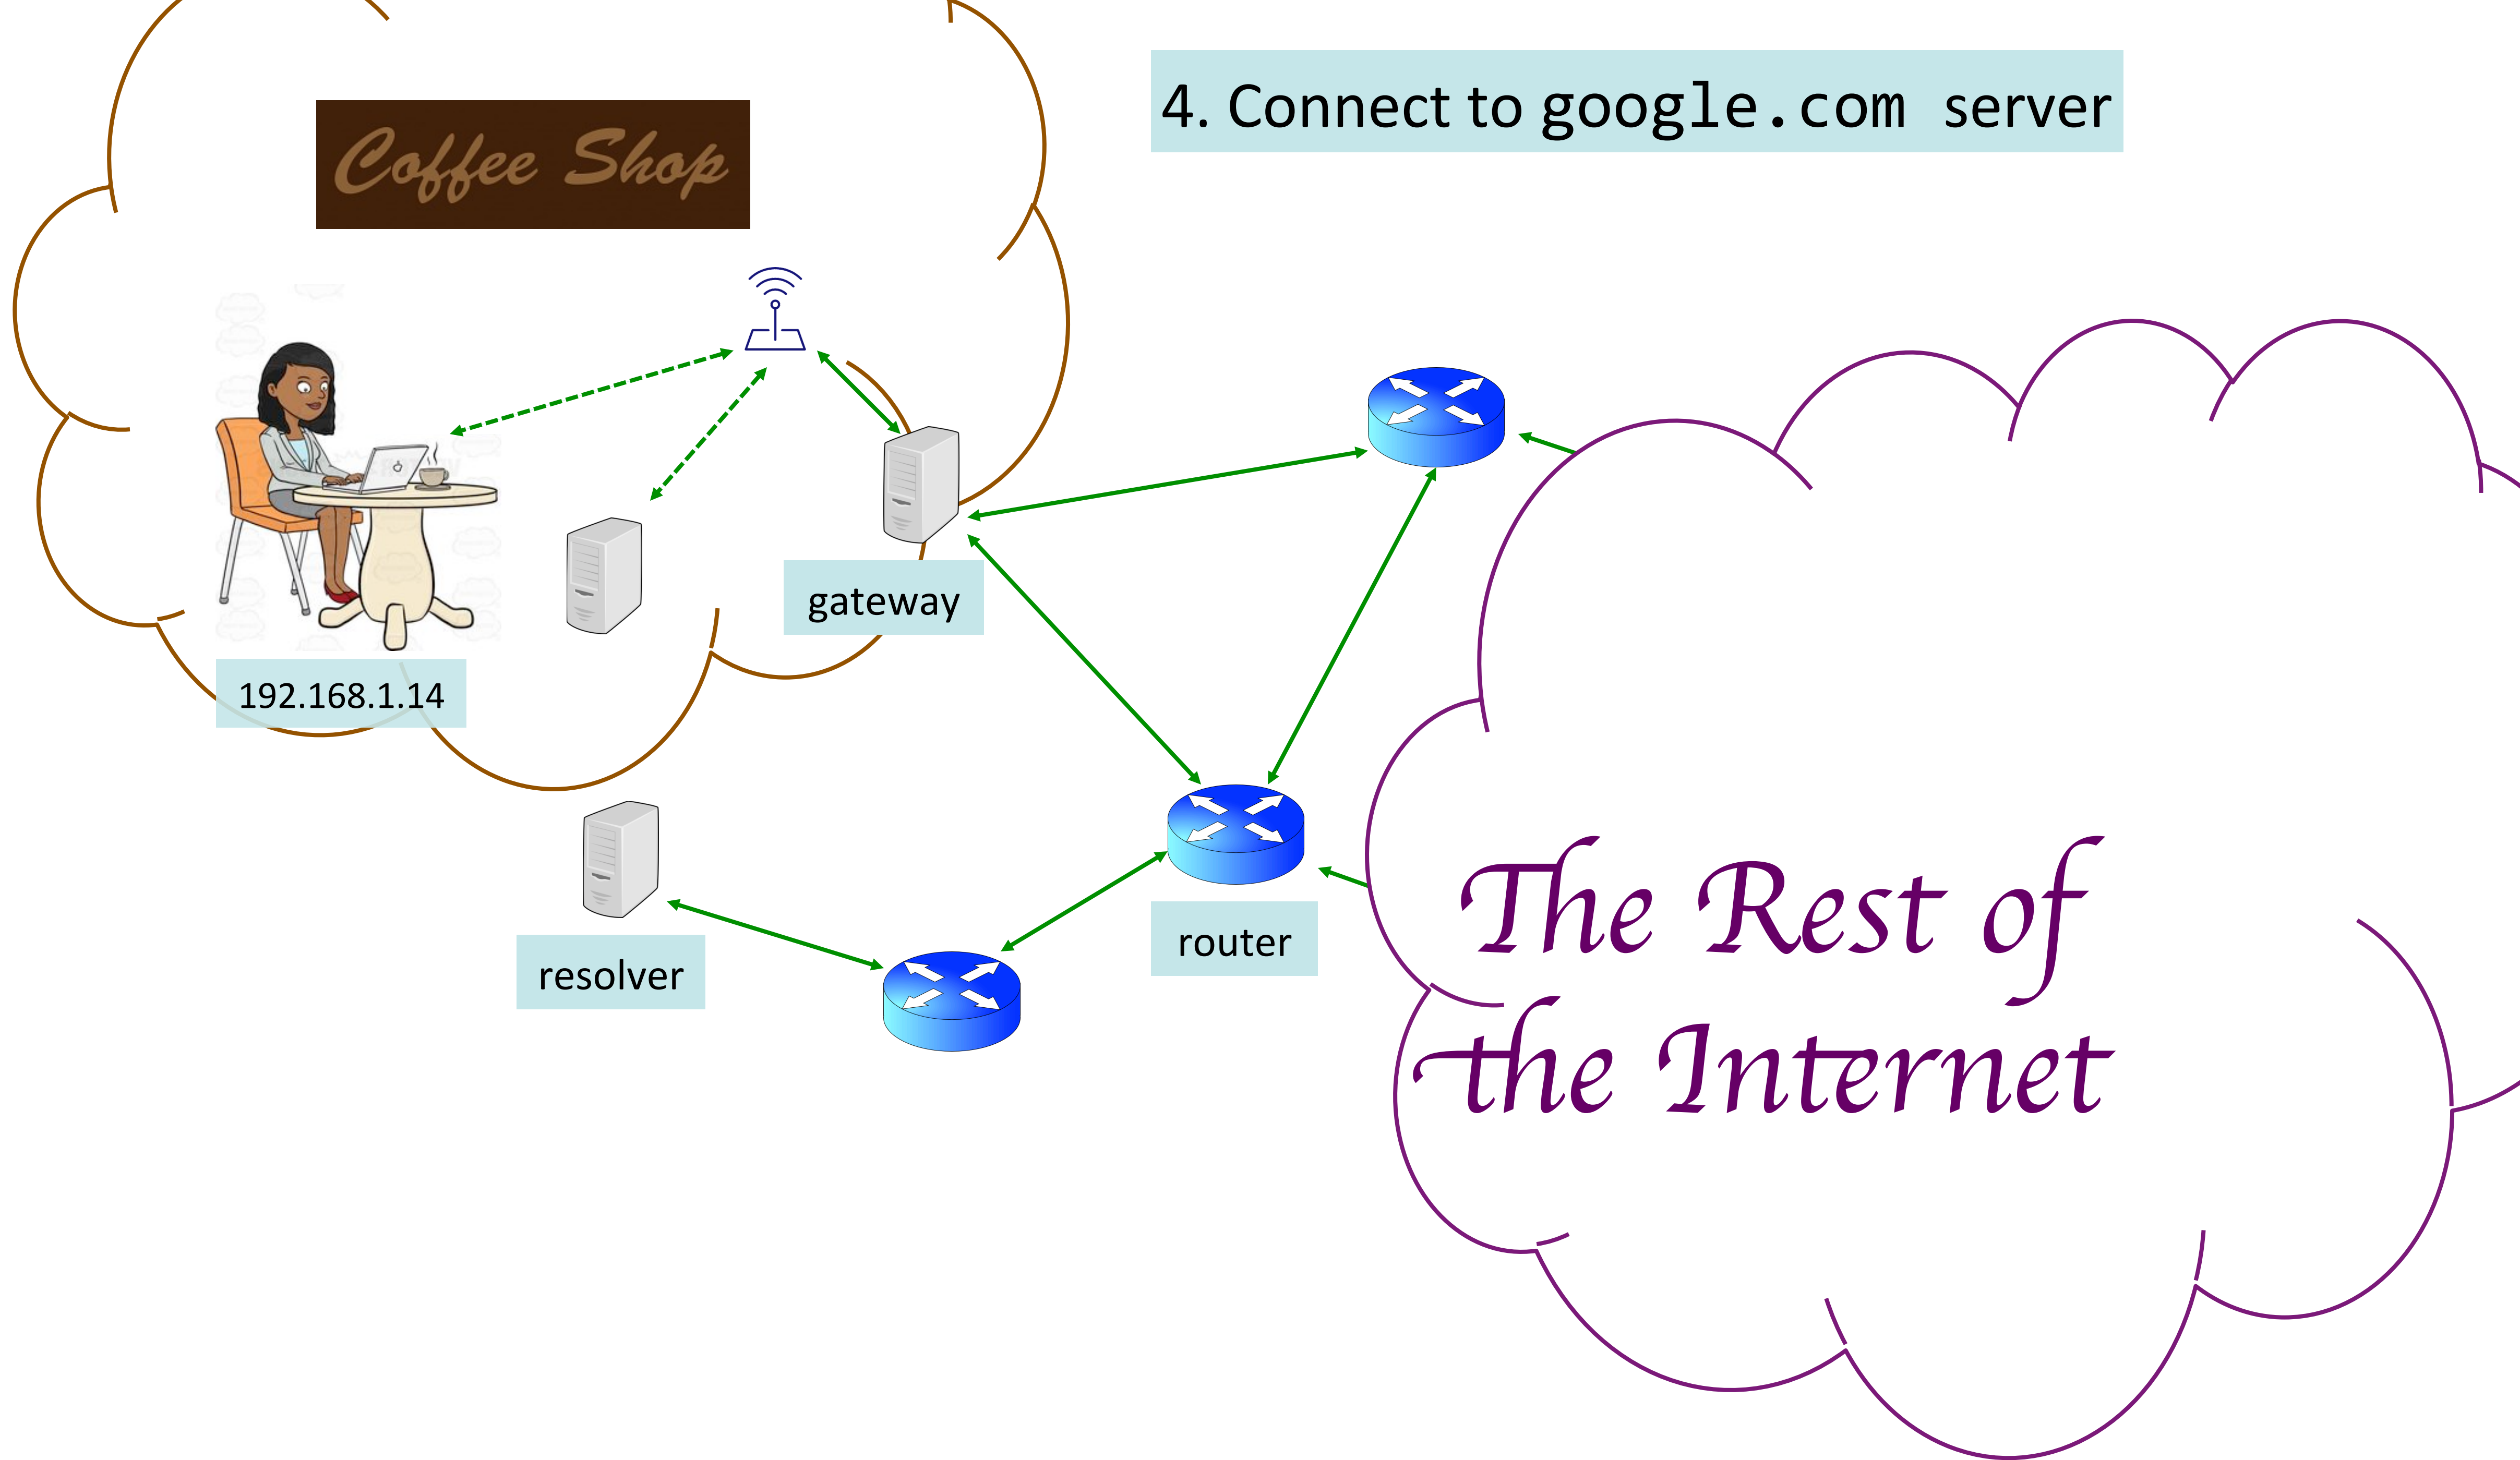 4. Connect to google.com server
Coffee Shop
gateway
192.168.1.14
router
resolver
The Rest of
the Internet